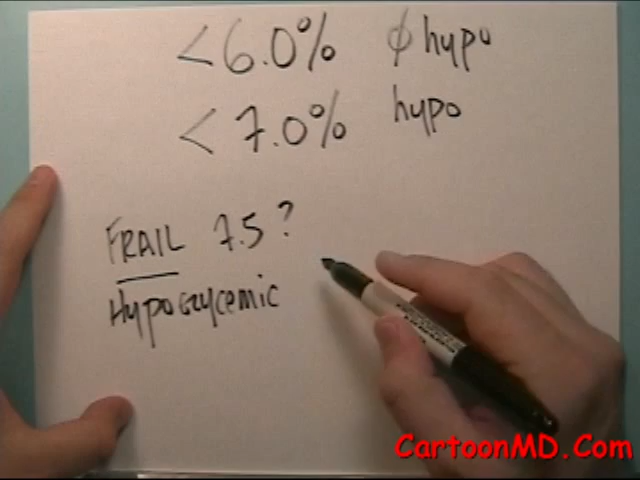 <6.0% ϕ hypo
<7.0% hypo
FRAIL 7.5?
Hypoglycemic
CartoonMD.Com